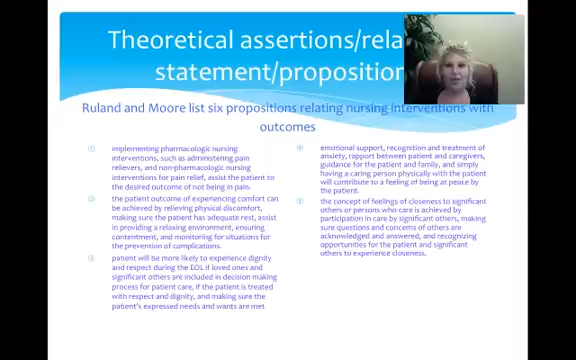 Theoretical assertions/rela
statement/proposition
Ruland and Moore list six propositions relating nursing interventions with
outcomes
① implementing pharmacologic nursing
interventions, such as administering pain
relievers, and non-pharmacologic nursing
interventions for pain relief, assist the patient to
the desired outcome of not being in pain.
② the patient outcome of experiencing comfort can
be achieved by relieving physical discomfort,
making sure the patient has adequate rest, assist
in providing a relaxing environment, ensuring
contentment, and monitoring for situations for
the prevention of complications.
③ patient will be more likely to experience dignity
and respect during the EOL if loved ones and
significant others are included in decision making
process for patient care, if the patient is treated
with respect and dignity, and making sure the
patient's expressed needs and wants are met
④ emotional support, recognition and treatment of
anxiety, rapport between patient and caregivers,
guidance for the patient and family, and simply
having a caring person physically with the patient
will contribute to a feeling of being at peace by
the patient.
⑤ the concept of feelings of closeness to significant
others or persons who care is achieved by
participation in care by significant others, making
sure questions and concerns of others are
acknowledged and answered, and recognizing
opportunities for the patient and significant
others to experience closeness.